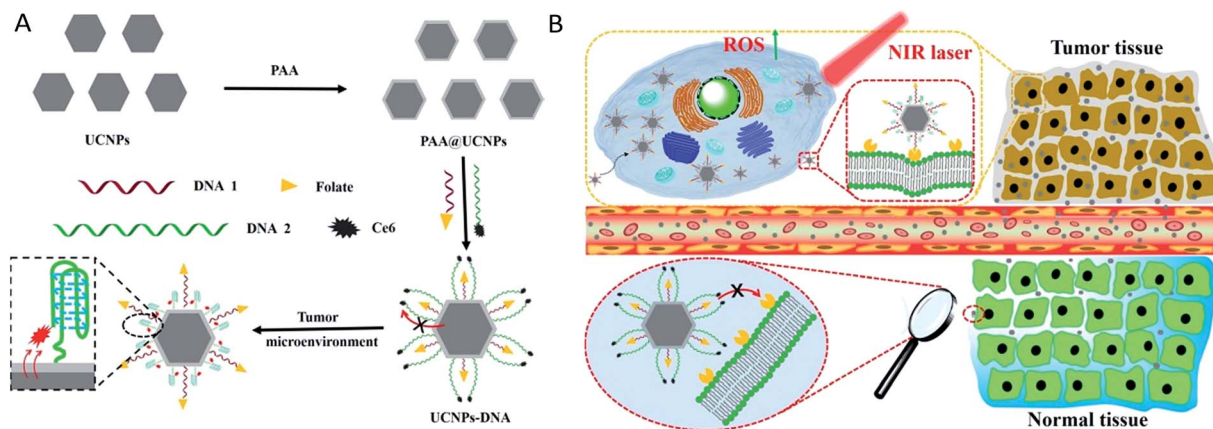 A
PAA
UCNPs
PAA@UCNPs
DNA 1
Folate
DNA 2
Ce6
Tumor
microenvironment
UCNPs-DNA
B
ROS
NIR laser
Tumor tissue
Normal tissue